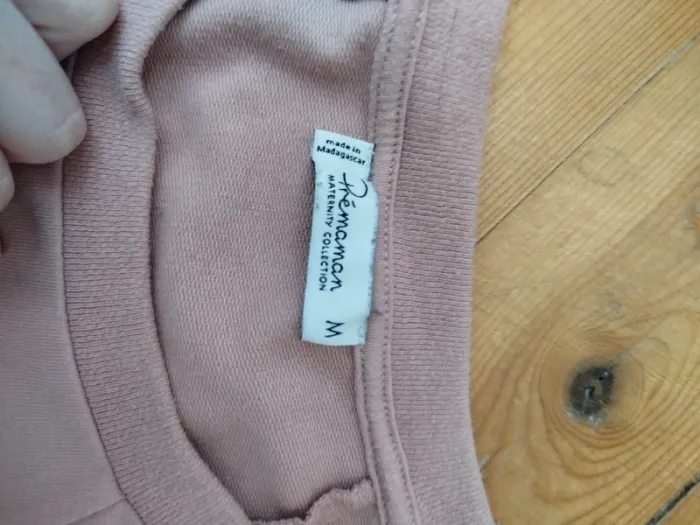 made in
Madagascar
Prémaman
MATERNITY COLLECTION
M